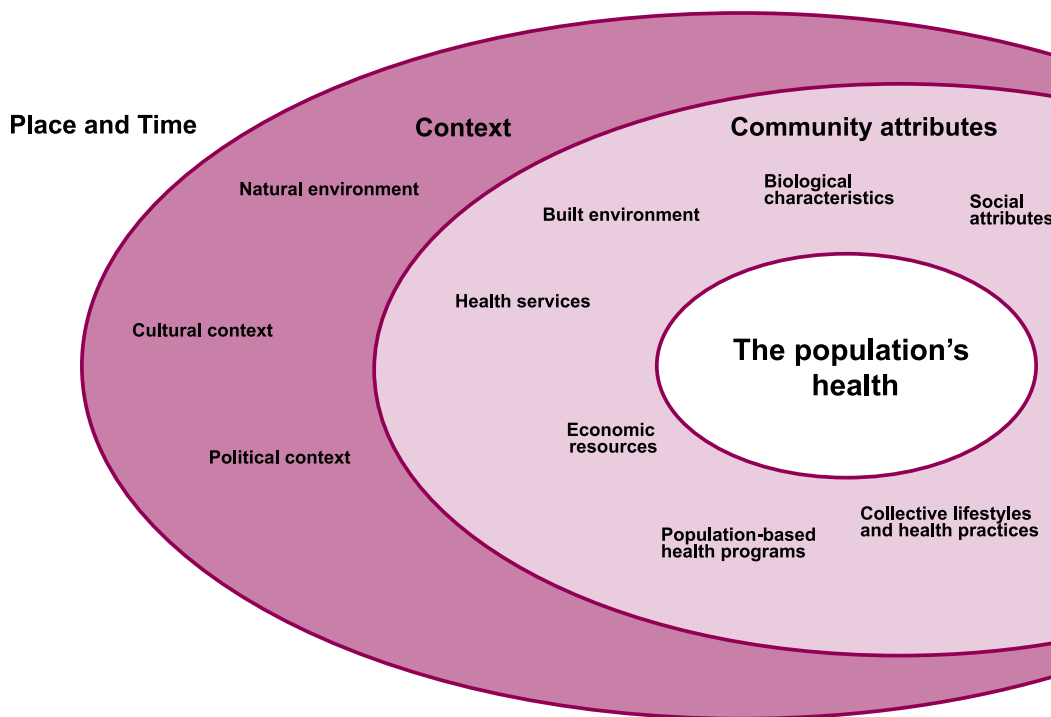 Place and Time
Context
Community attributes
Natural environment
Built environment
Biological
characteristics
Social
attributes
Health services
Cultural context
The population’s
health
Economic
resources
Political context
Population-based
health programs
Collective lifestyles
and health practices